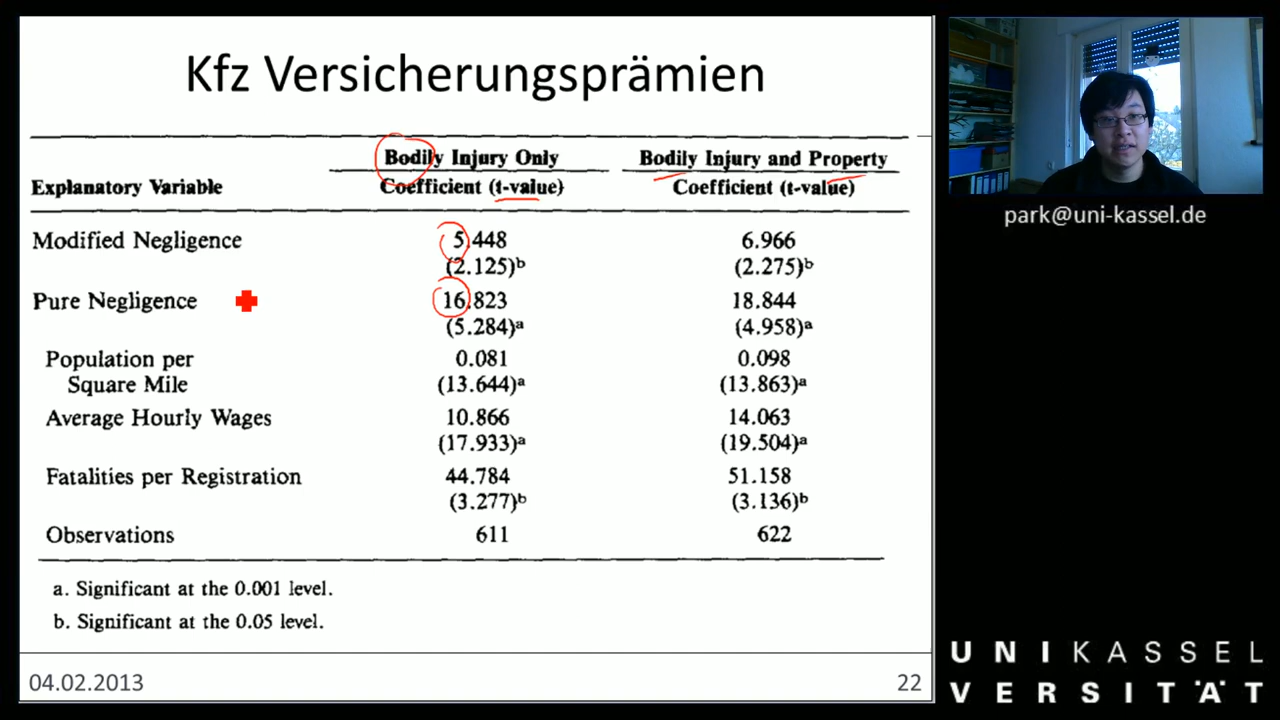 Kfz Versicherungsprämien
Bodily Injury Only Bodily Injury and Property
Explanatory Variable Coefficient (t-value) Coefficient (t-value)
Modified Negligence 5.448 6.966
(2.125)b (2.275)b
Pure Negligence 16.823 18.844
(5.284)a (4.958)a
Population per 0.081 0.098
Square Mile (13.644)a (13.863)a
Average Hourly Wages 10.866 14.063
(17.933)a (19.504)a
Fatalities per Registration 44.784 51.158
(3.277)b (3.136)b
Observations 611 622
a. Significant at the 0.001 level.
b. Significant at the 0.05 level.
04.02.2013 22
park@uni-kassel.de
UNIKASSEL
VERSITÄT